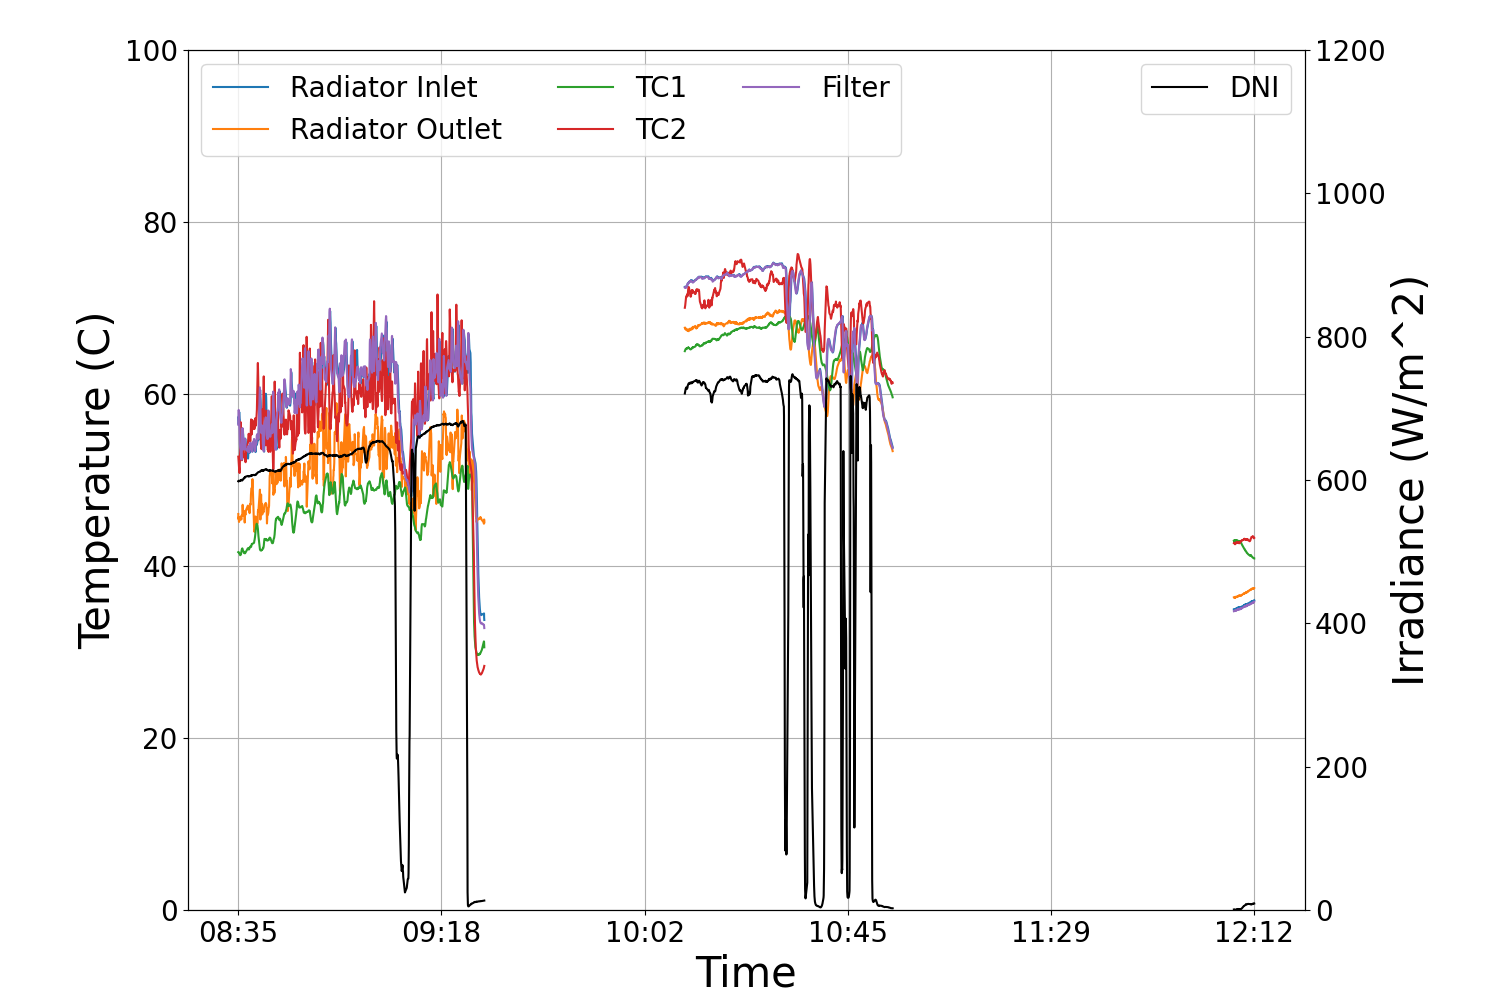 100
80
60
40
20
0
Temperature (C)
Radiator Inlet
Radiator Outlet
TC1
TC2
Filter
DNI
1200
1000
800
600
400
200
0
Irradiance (W/m^2)
08:35 09:18 10:02 10:45 11:29 12:12
Time